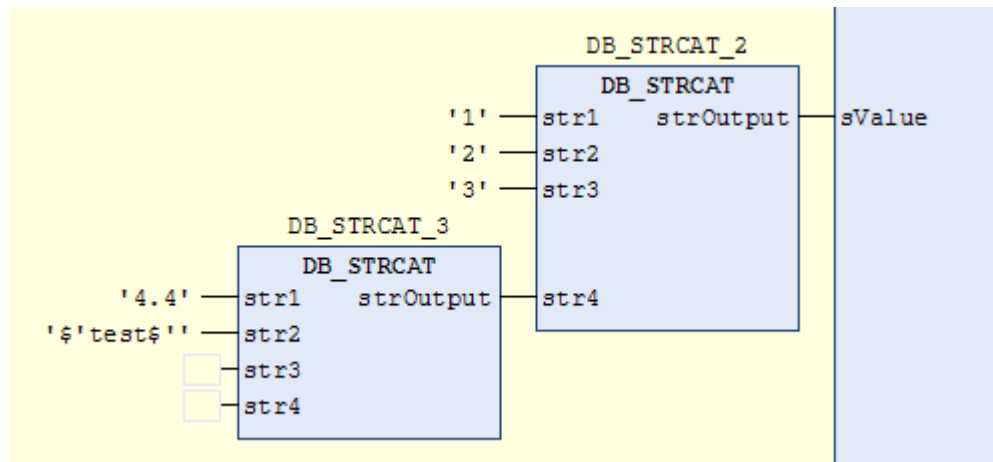 DB_STRCAT_2
DB_STRCAT
'1' str1 strOutput sValue
'2' str2
'3' str3
DB_STRCAT_3
DB_STRCAT
'4.4' str1 strOutput str4
'$'test$'' str2
str3
str4